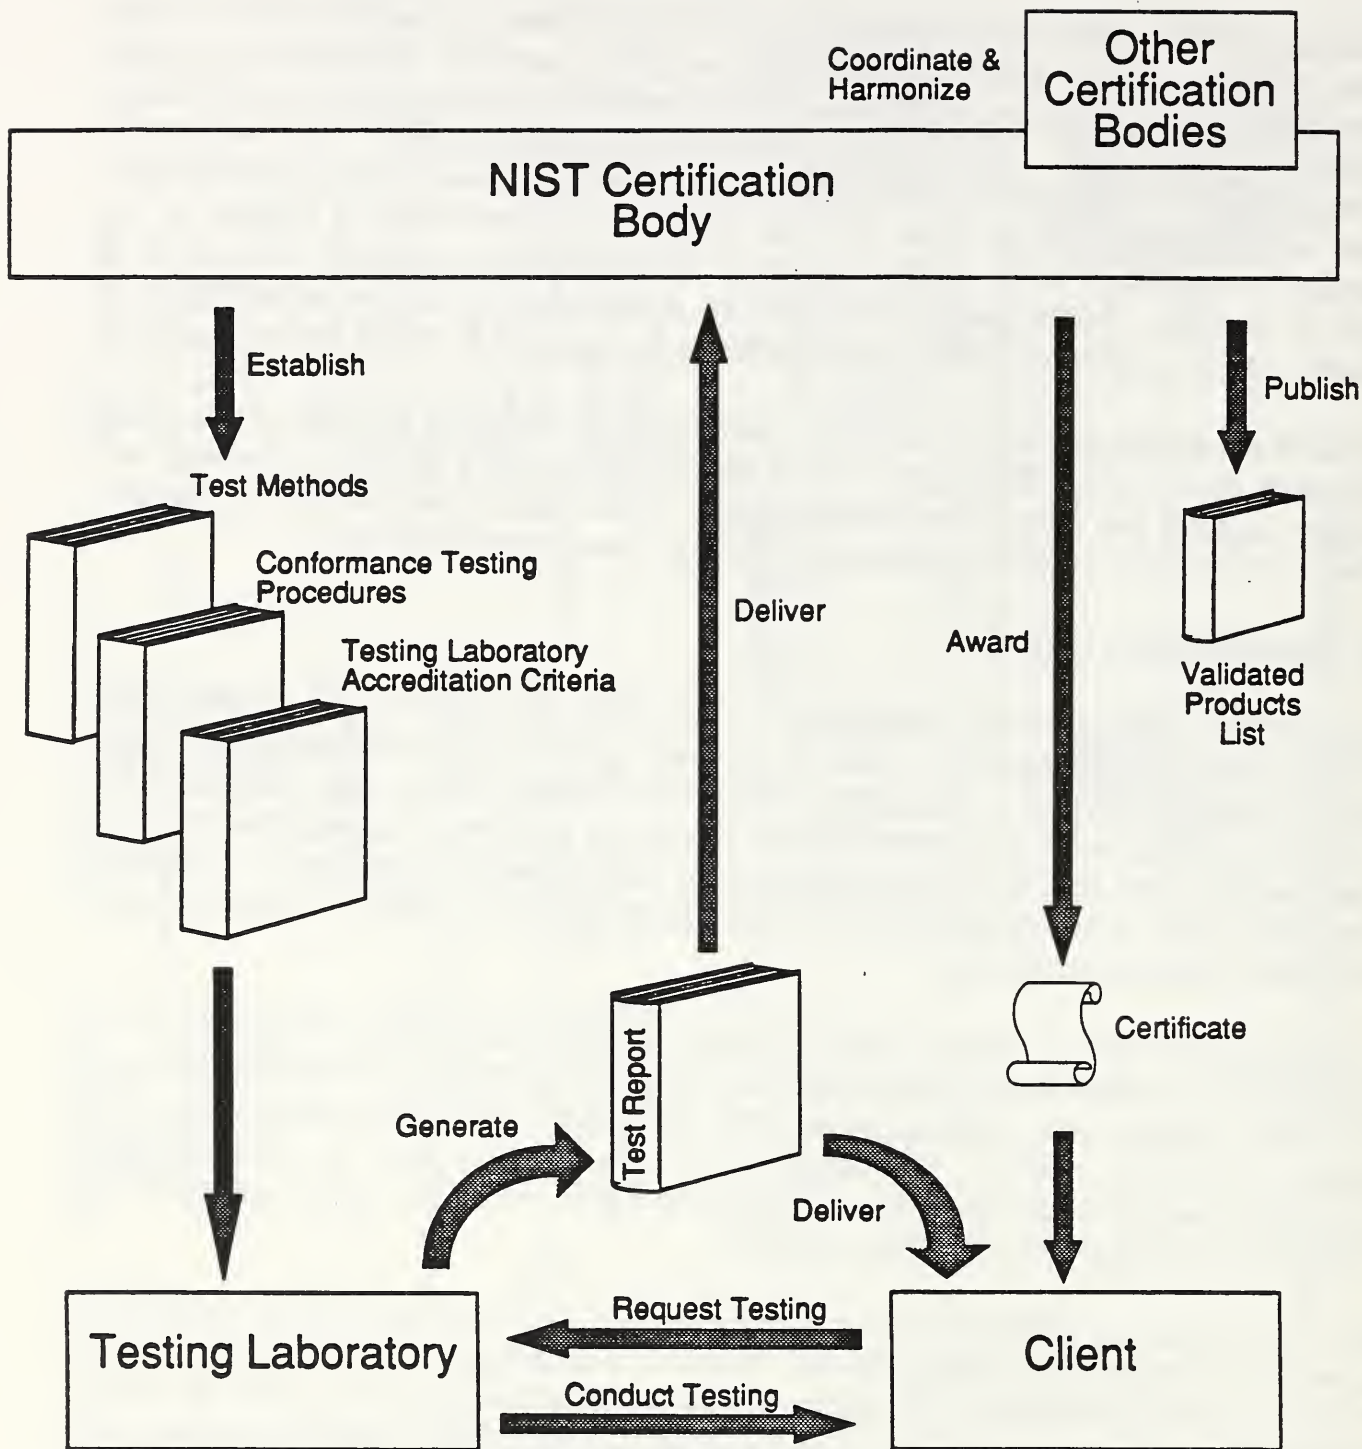 Coordinate &
Harmonize
Other
Certification
Bodies
NIST Certification
Body
Establish
Publish
Test Methods
Conformance Testing
Procedures
Testing Laboratory
Accreditation Criteria
Deliver
Award
Validated
Products
List
Certificate
Generate
Test Report
Deliver
Request Testing
Testing Laboratory
Client
Conduct Testing